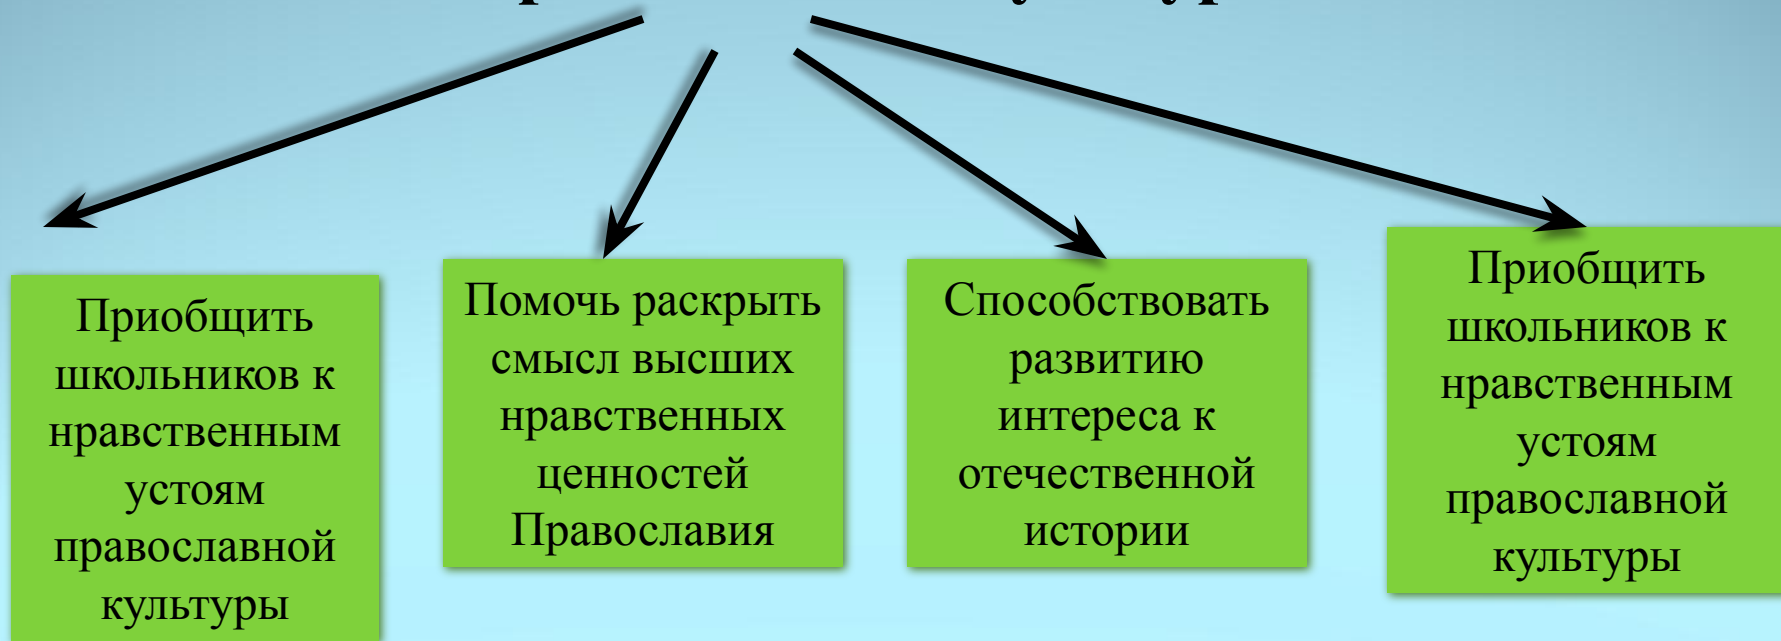 Приобщить
школьников к
нравственным
устоям
православной
культуры
Помочь раскрыть
смысл высших
нравственных
ценностей
Православия
Способствовать
развитию
интереса к
отечественной
истории
Приобщить
школьников к
нравственным
устоям
православной
культуры